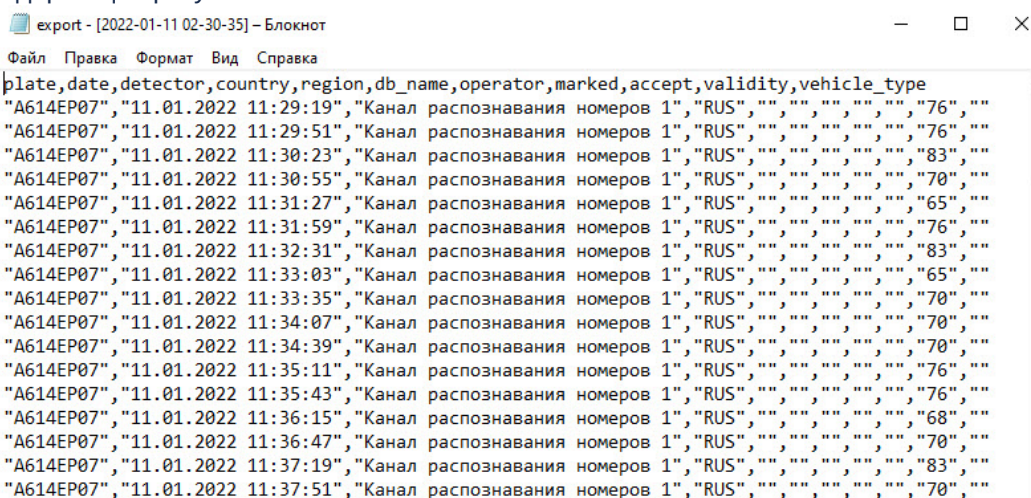 export - [2022-01-11 02-30-35] – Блокнот
Файл Правка Формат Вид Справка
plate,date,detector,country,region,db_name,operator,marked,accept,validity,vehicle_type
"A614EP07","11.01.2022 11:29:19","Канал распознавания номеров 1","RUS","","","","","","76",""
"A614EP07","11.01.2022 11:29:51","Канал распознавания номеров 1","RUS","","","","","","76",""
"A614EP07","11.01.2022 11:30:23","Канал распознавания номеров 1","RUS","","","","","","83",""
"A614EP07","11.01.2022 11:30:55","Канал распознавания номеров 1","RUS","","","","","","70",""
"A614EP07","11.01.2022 11:31:27","Канал распознавания номеров 1","RUS","","","","","","65",""
"A614EP07","11.01.2022 11:31:59","Канал распознавания номеров 1","RUS","","","","","","76",""
"A614EP07","11.01.2022 11:32:31","Канал распознавания номеров 1","RUS","","","","","","83",""
"A614EP07","11.01.2022 11:33:03","Канал распознавания номеров 1","RUS","","","","","","65",""
"A614EP07","11.01.2022 11:33:35","Канал распознавания номеров 1","RUS","","","","","","70",""
"A614EP07","11.01.2022 11:34:07","Канал распознавания номеров 1","RUS","","","","","","70",""
"A614EP07","11.01.2022 11:34:39","Канал распознавания номеров 1","RUS","","","","","","70",""
"A614EP07","11.01.2022 11:35:11","Канал распознавания номеров 1","RUS","","","","","","76",""
"A614EP07","11.01.2022 11:35:43","Канал распознавания номеров 1","RUS","","","","","","76",""
"A614EP07","11.01.2022 11:36:15","Канал распознавания номеров 1","RUS","","","","","","68",""
"A614EP07","11.01.2022 11:36:47","Канал распознавания номеров 1","RUS","","","","","","70",""
"A614EP07","11.01.2022 11:37:19","Канал распознавания номеров 1","RUS","","","","","","83",""
"A614EP07","11.01.2022 11:37:51","Канал распознавания номеров 1","RUS","","","","","","70",""